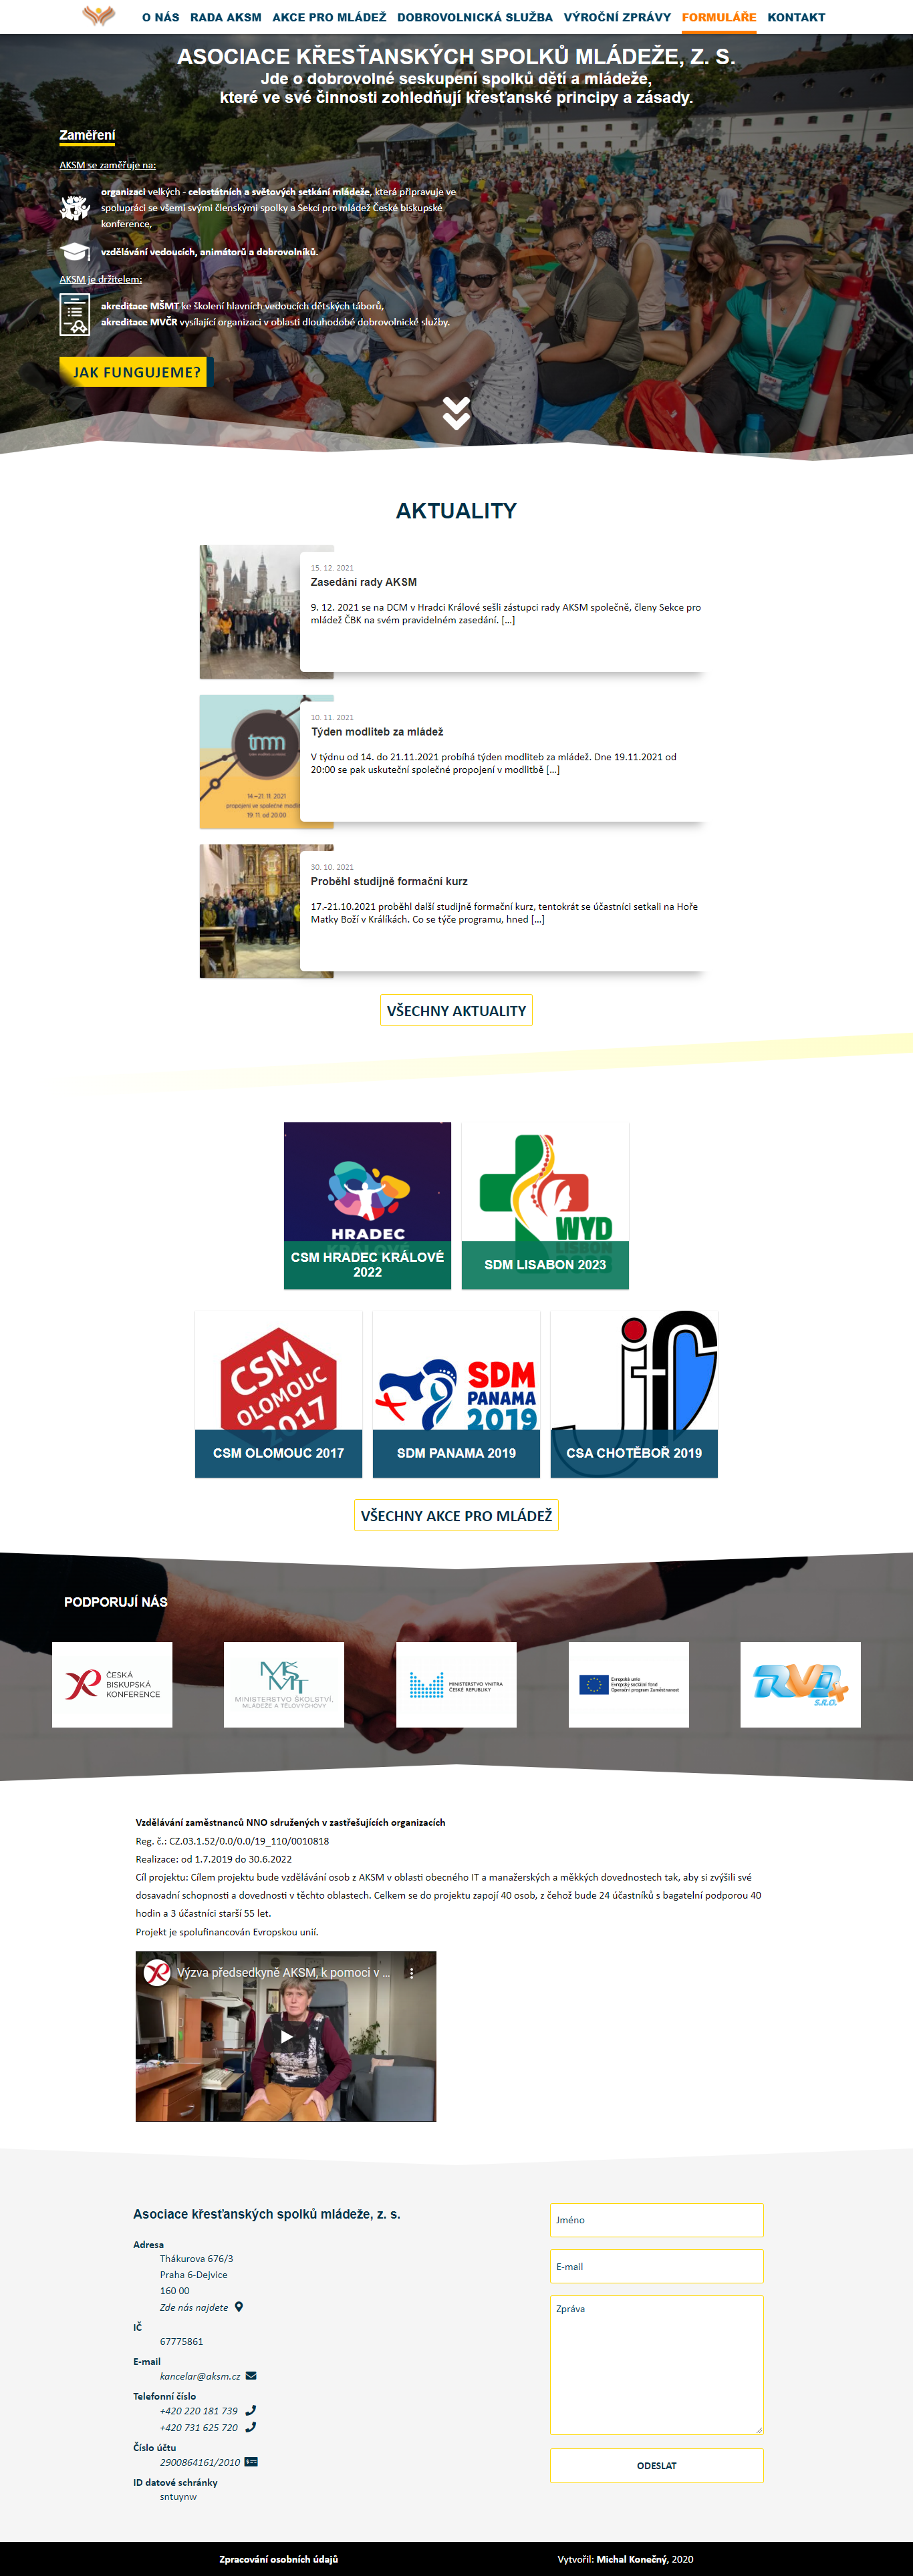 O NÁS RADA AKSM AKCE PRO MLÁDEŽ DOBROVOLNICKÁ SLUŽBA VÝROČNÍ ZPRÁVY FORMULÁŘE KONTAKT
ASOCIACE KŘESŤANSKÝCH SPOLKŮ MLÁDEŽE, Z. S.
Jde o dobrovolné seskupení spolků dětí a mládeže,
které ve své činnosti zohledňují křesťanské principy a zásady.
Zaměření
AKSM se zaměřuje na:
organizaci velkých - celostátních a světových setkání mládeže, která připravuje ve
spolupráci se všemi svými členskými spolky a Sekcí pro mládež České biskupské
konference,
vzdělávání vedoucích, animátorů a dobrovolníků.
AKSM je držitelem:
akreditace MŠMT ke školení hlavních vedoucích dětských táborů,
akreditace MVČR vysílající organizaci v oblasti dlouhodobé dobrovolnické služby.
JAK FUNGUJEME?
AKTUALITY
15. 12. 2021
Zasedání rady AKSM
9. 12. 2021 se na DCM v Hradci Králové sešli zástupci rady AKSM společně, členy Sekce pro
mládež ČBK na svém pravidelném zasedání. [...]
tmm
14.–21. 11. 2021
propojení ve společné modli
19. 11. od 20:00
10. 11. 2021
Týden modliteb za mládež
V týdnu od 14. do 21.11.2021 probíhá týden modliteb za mládež. Dne 19.11.2021 od
20:00 se pak uskuteční společné propojení v modlitbě [...]
30. 10. 2021
Proběhl studijně formační kurz
17.-21.10.2021 proběhl další studijně formační kurz, tentokrát se účastníci setkali na Hoře
Matky Boží v Králíkách. Co se týče programu, hned [...]
VŠECHNY AKTUALITY
HRADEC
KRÁLOVÉ
CSM HRADEC KRÁLOVÉ
2022
WYD
LISBON
SDM LISABON 2023
CSM
OLOMOUC
2017
CSM OLOMOUC 2017
SDM
PANAMA
2019
SDM PANAMA 2019
CSA CHOTĚBOŘ 2019
VŠECHNY AKCE PRO MLÁDEŽ
PODPORUJÍ NÁS
ČESKÁ
BISKUPSKÁ
KONFERENCE
MŠMT
MINISTERSTVO ŠKOLSTVÍ,
MLÁDEŽE A TĚLOVÝCHOVY
MINISTERSTVO VNITRA
ČESKÉ REPUBLIKY
Evropská unie
Evropský sociální fond
Operační program Zaměstnanost
RVA
S.R.O.
Vzdělávání zaměstnanců NNO sdružených v zastřešujících organizacích
Reg. č.: CZ.03.1.52/0.0/0.0/19_110/0010818
Realizace: od 1.7.2019 do 30.6.2022
Cíl projektu: Cílem projektu bude vzdělávání osob z AKSM v oblasti obecného IT a manažerských a měkkých dovednostech tak, aby si zvýšili své
dosavadní schopnosti a dovednosti v těchto oblastech. Celkem se do projektu zapojí 40 osob, z čehož bude 24 účastníků s bagatelní podporou 40
hodin a 3 účastníci starší 55 let.
Projekt je spolufinancován Evropskou unií.
Výzva předsedkyně AKSM, k pomoci v ...
Asociace křesťanských spolků mládeže, z. s.
Adresa
Thákurova 676/3
Praha 6-Dejvice
160 00
Zde nás najdete
IČ
67775861
E-mail
kancelar@aksm.cz
Telefonní číslo
+420 220 181 739
+420 731 625 720
Číslo účtu
2900864161/2010
ID datové schránky
sntuynw
Jméno
E-mail
Zpráva
ODESLAT
Zpracování osobních údajů
Vytvořil: Michal Konečný, 2020